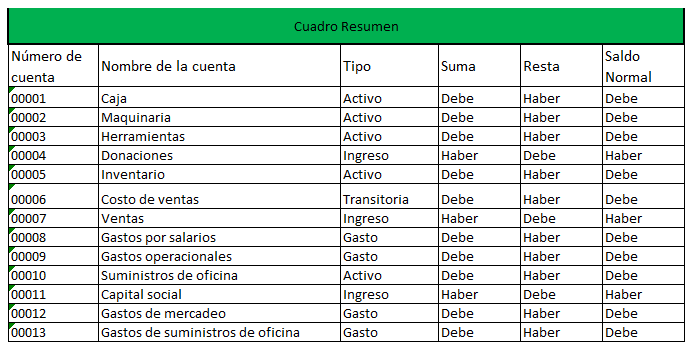 Cuadro Resumen
Número de cuenta Nombre de la cuenta Tipo Suma Resta Saldo Normal
00001 Caja Activo Debe Haber Debe
00002 Maquinaria Activo Debe Haber Debe
00003 Herramientas Activo Debe Haber Debe
00004 Donaciones Ingreso Haber Debe Haber
00005 Inventario Activo Debe Haber Debe
00006 Costo de ventas Transitoria Debe Haber Debe
00007 Ventas Ingreso Haber Debe Haber
00008 Gastos por salarios Gasto Debe Haber Debe
00009 Gastos operacionales Gasto Debe Haber Debe
00010 Suministros de oficina Activo Debe Haber Debe
00011 Capital social Ingreso Haber Debe Haber
00012 Gastos de mercadeo Gasto Debe Haber Debe
00013 Gastos de suministros de oficina Gasto Debe Haber Debe